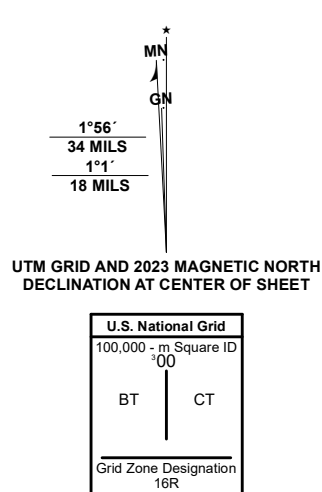 ★
MN
GN
1°56´
34 MILS
1°1´
18 MILS
UTM GRID AND 2023 MAGNETIC NORTH
DECLINATION AT CENTER OF SHEET
U.S. National Grid
100,000 - m Square ID
³00
BT CT
Grid Zone Designation
16R